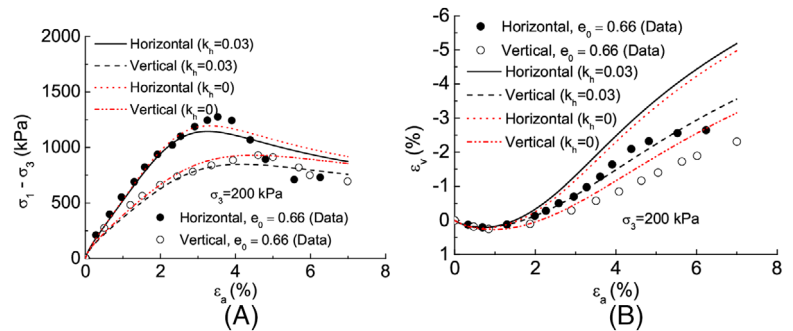 2000
1500
1000
500
0
σ₁ − σ₃ (kPa)
Horizontal (kₕ=0.03)
Vertical (kₕ=0.03)
Horizontal (kₕ=0)
Vertical (kₕ=0)
σ₃=200 kPa
Horizontal, e₀ = 0.66 (Data)
Vertical, e₀ = 0.66 (Data)
0 2 4 6 8
εₐ(%)
(A)
-6
-5
-4
-3
-2
-1
0
1
εᵥ (%)
Horizontal, e₀ = 0.66 (Data)
Vertical, e₀ = 0.66 (Data)
Horizontal (kₕ=0.03)
Vertical (kₕ=0.03)
Horizontal (kₕ=0)
Vertical (kₕ=0)
σ₃=200 kPa
0 2 4 6 8
εₐ(%)
(B)